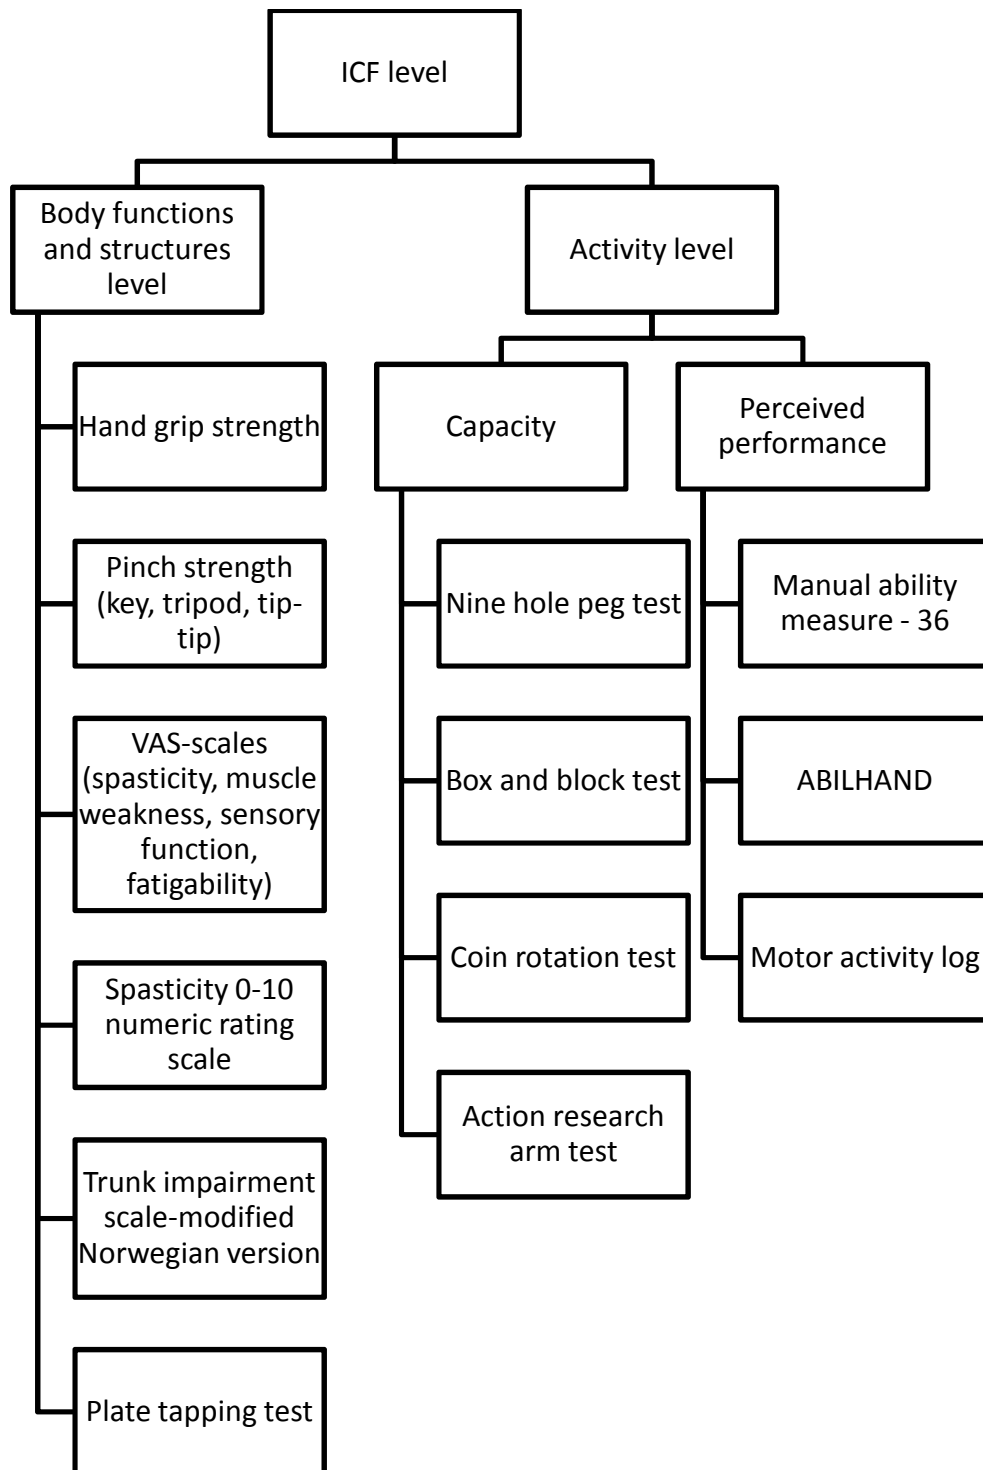 ICF level
Body functions
and structures
level
Activity level
Hand grip strength
Capacity
Perceived
performance
Pinch strength
(key, tripod, tip-
tip)
Nine hole peg test
Manual ability
measure - 36
VAS-scales
(spasticity, muscle
weakness, sensory
function,
fatigability)
Box and block test
ABILHAND
Spasticity 0-10
numeric rating
scale
Coin rotation test
Motor activity log
Trunk impairment
scale-modified
Norwegian version
Action research
arm test
Plate tapping test